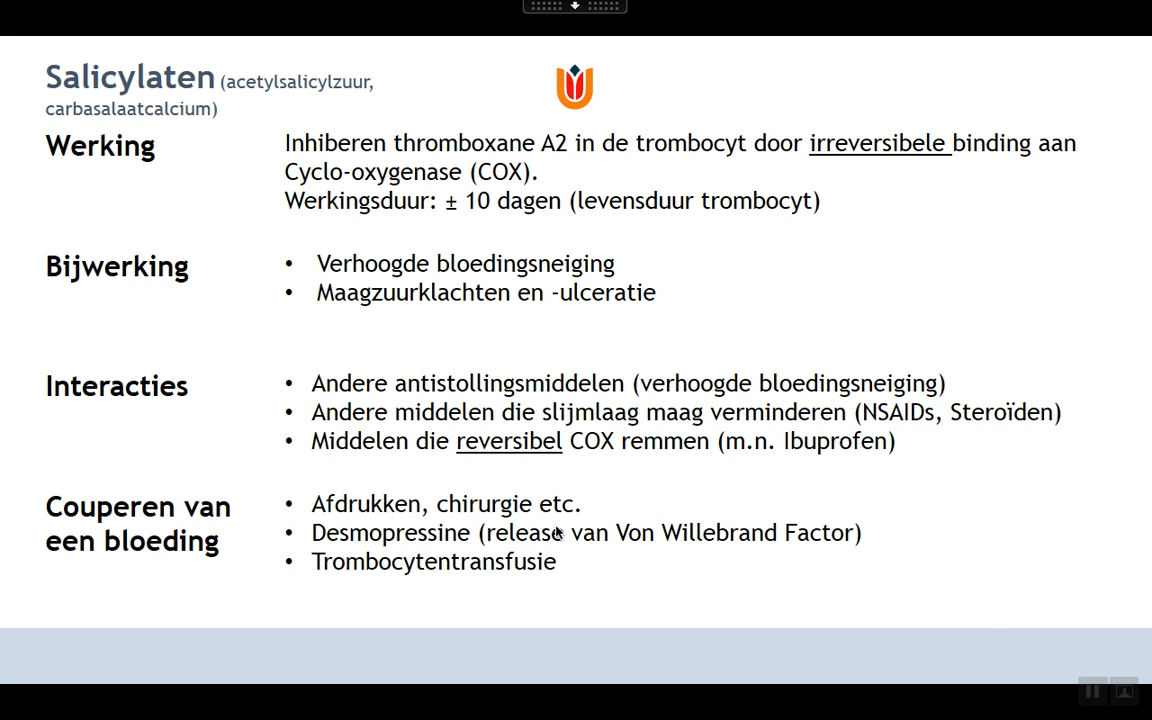 Salicylaten (acetylsalicylzuur,
carbasalaatcalcium)
Werking
Inhiberen thromboxane A2 in de trombocyt door irreversibele binding aan
Cyclo-oxygenase (COX).
Werkingsduur: ± 10 dagen (levensduur trombocyt)
Bijwerking
• Verhoogde bloedingsneiging
• Maagzuurklachten en -ulceratie
Interacties
• Andere antistollingsmiddelen (verhoogde bloedingsneiging)
• Andere middelen die slijmlaag maag verminderen (NSAIDs, Steroïden)
• Middelen die reversibel COX remmen (m.n. Ibuprofen)
Couperen van
een bloeding
• Afdrukken, chirurgie etc.
• Desmopressine (release van Von Willebrand Factor)
• Trombocytentransfusie